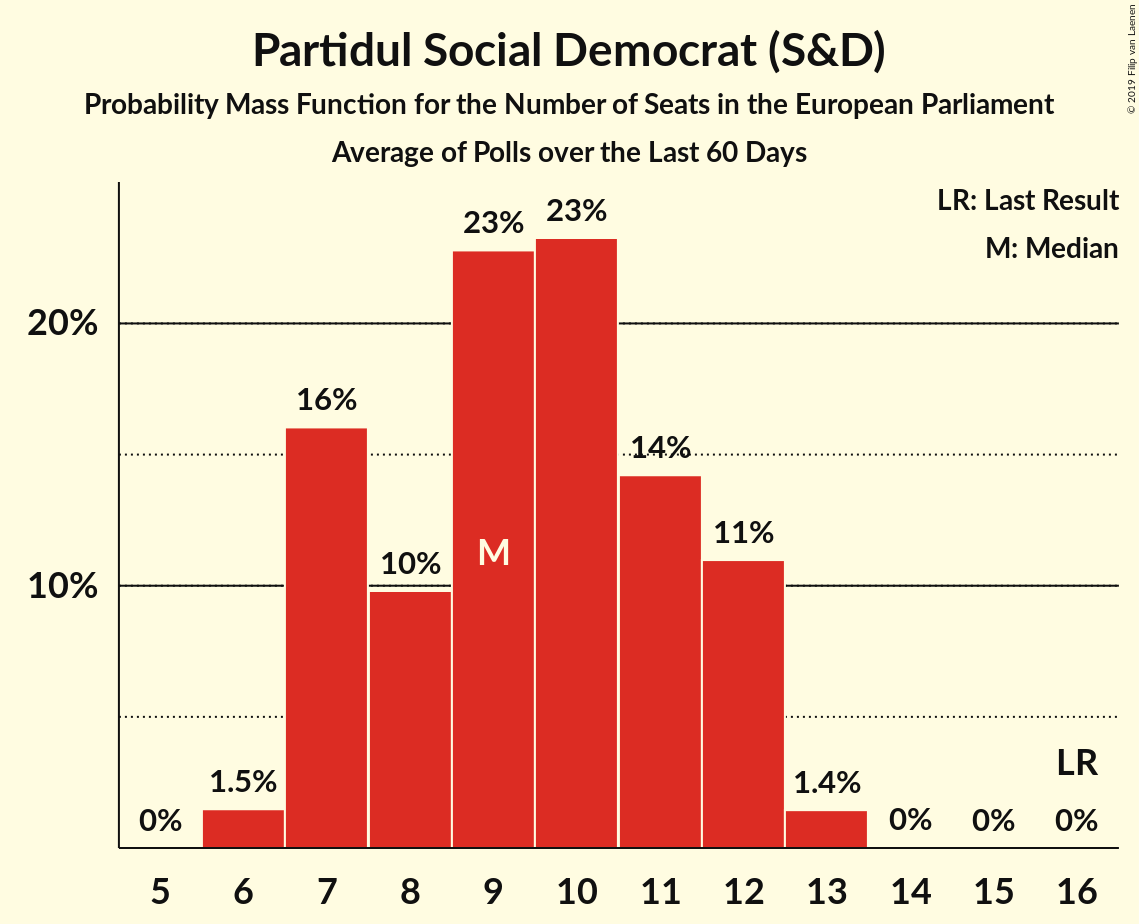 Partidul Social Democrat (S&D)
Probability Mass Function for the Number of Seats in the European Parliament
Average of Polls over the Last 60 Days
© 2019 Filip van Laenen
LR: Last Result
M: Median
20%
10%
0%
1.5%
16%
10%
23%
23%
14%
11%
1.4%
0%
0%
0%
M
LR
5 6 7 8 9 10 11 12 13 14 15 16